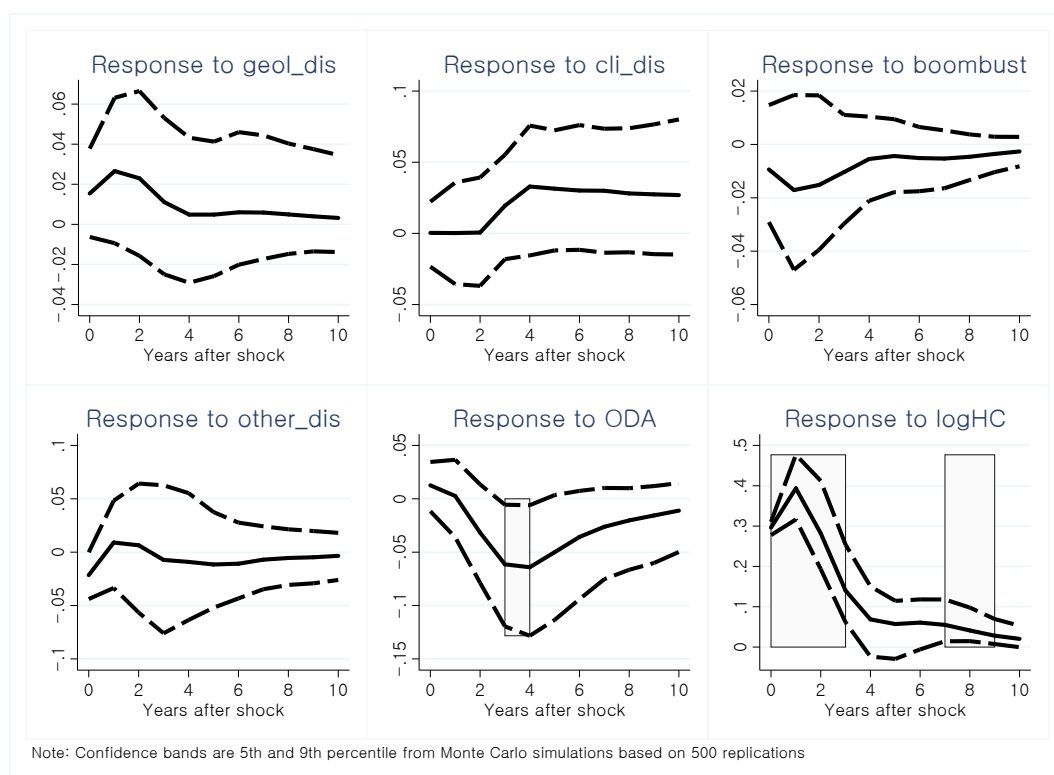 Response to geol_dis
.06
.04
.02
0
-.02
-.04
0 2 4 6 8 10
Years after shock
Response to cli_dis
.1
.05
0
-.05
0 2 4 6 8 10
Years after shock
Response to boombust
.02
0
-.02
-.04
-.06
0 2 4 6 8 10
Years after shock
Response to other_dis
.1
.05
0
-.05
-.1
0 2 4 6 8 10
Years after shock
Response to ODA
.05
0
-.05
-.1
-.15
0 2 4 6 8 10
Years after shock
Response to logHC
.5
.4
.3
.2
.1
0
0 2 4 6 8 10
Years after shock
Note: Confidence bands are 5th and 9th percentile from Monte Carlo simulations based on 500 replications